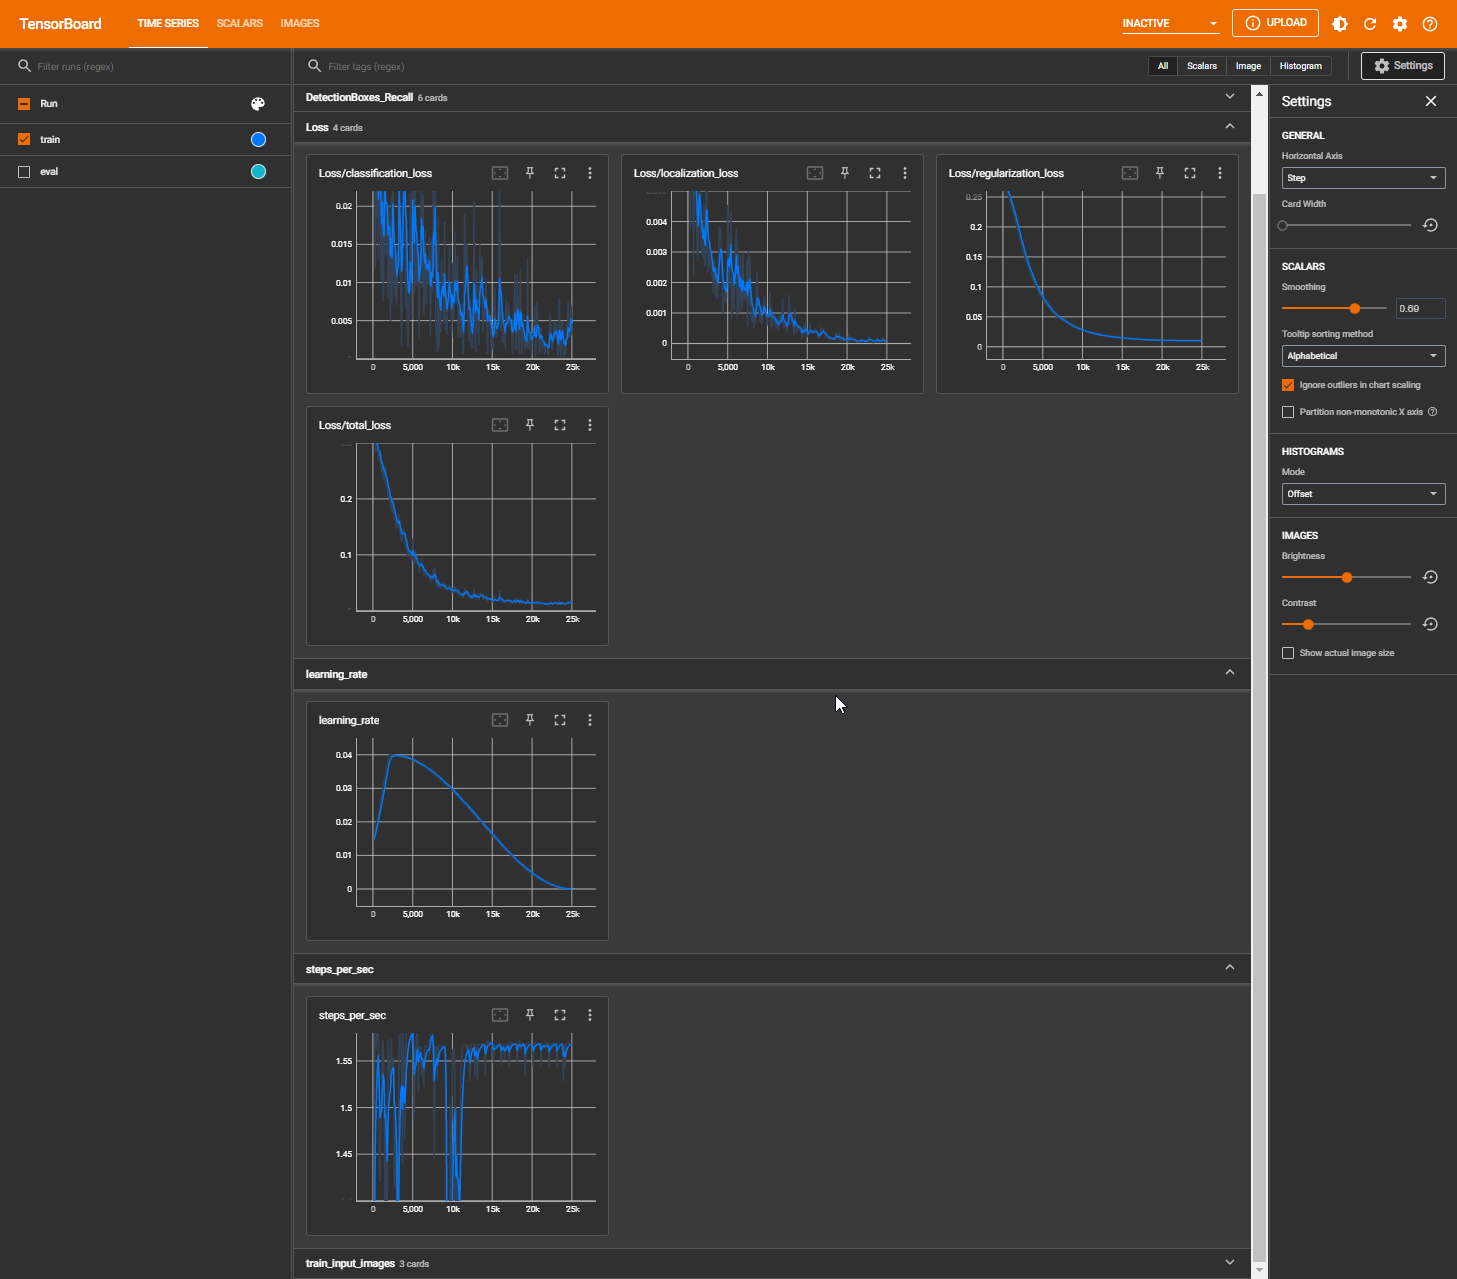 TensorBoard TIME SERIES SCALARS IMAGES INACTIVE UPLOAD
Filter runs (regex)
Run
train
eval
Filter tags (regex) All Scalars Image Histogram Settings
DetectionBoxes_Recall 6 cards
Loss 4 cards
Loss/classification_loss
0.02
0.015
0.01
0.005
0 5,000 10k 15k 20k 25k
Loss/localization_loss
0.004
0.003
0.002
0.001
0
0 5,000 10k 15k 20k 25k
Loss/regularization_loss
0.25
0.2
0.15
0.1
0.05
0
0 5,000 10k 15k 20k 25k
Loss/total_loss
0.2
0.1
0 5,000 10k 15k 20k 25k
learning_rate
learning_rate
0.04
0.03
0.02
0.01
0
0 5,000 10k 15k 20k 25k
steps_per_sec
steps_per_sec
1.55
1.5
1.45
0 5,000 10k 15k 20k 25k
train_input_images 3 cards
Settings
GENERAL
Horizontal Axis
Step
Card Width
SCALARS
Smoothing
0.69
Tooltip sorting method
Alphabetical
Ignore outliers in chart scaling
Partition non-monotonic X axis
HISTOGRAMS
Mode
Offset
IMAGES
Brightness
Contrast
Show actual image size